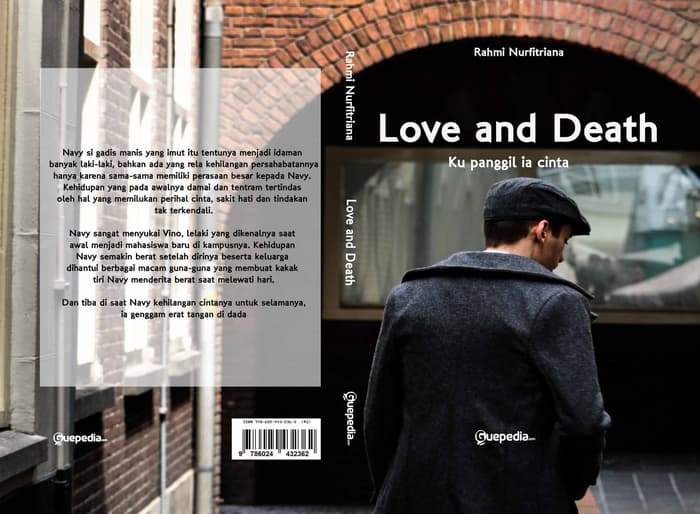 Navy si gadis manis yang imut itu tentunya menjadi idaman
banyak laki-laki, bahkan ada yang rela kehilangan persahabatannya
hanya karena sama-sama memiliki perasaan besar kepada Navy.
Kehidupan yang pada awalnya damai dan tentram tertindas
oleh hal yang memilukan perihal cinta, sakit hati dan tindakan
tak terkendali.
Navy sangat menyukai Vino, lelaki yang dikenalnya saat
awal menjadi mahasiswa baru di kampusnya. Kehidupan
Navy semakin berat setelah dirinya beserta keluarga
dihantui berbagai macam guna-guna yang membuat kakak
tiri Navy menderita berat saat melewati hari.
Dan tiba di saat Navy kehilangan cintanya untuk selamanya,
ia genggam erat tangan di dada
Guepedia
9 786024 432362
Rahmi Nurfitriana
Love and Death
Guepedia
Rahmi Nurfitriana
Love and Death
Ku panggil ia cinta
Guepedia